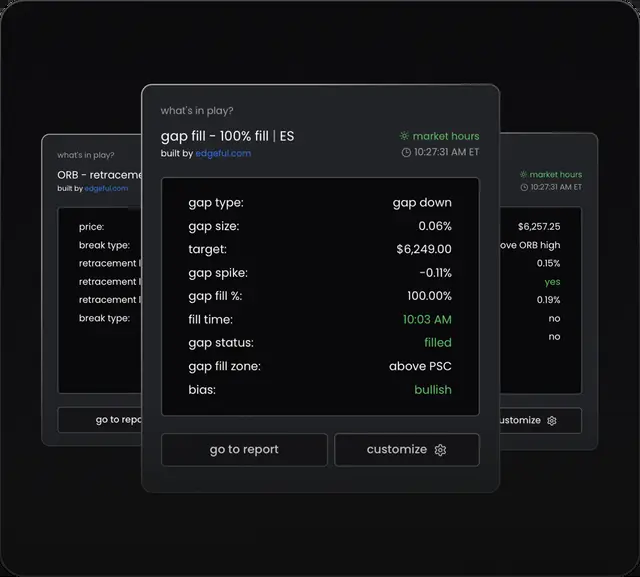 what's in play?
gap fill - 100% fill | ES
built by edgeful.com
market hours
10:27:31 AM ET
gap type: gap down
gap size: 0.06%
target: $6,249.00
gap spike: -0.11%
gap fill %: 100.00%
fill time: 10:03 AM
gap status: filled
gap fill zone: above PSC
bias: bullish
go to report
customize
what's in play?
ORB - retraceme
built by edgeful.com
price:
break type:
retracement l
retracement l
retracement l
break type:
go to repo
market hours
10:27:31 AM ET
$6,257.25
ove ORB high
0.15%
yes
0.19%
no
no
ustomize